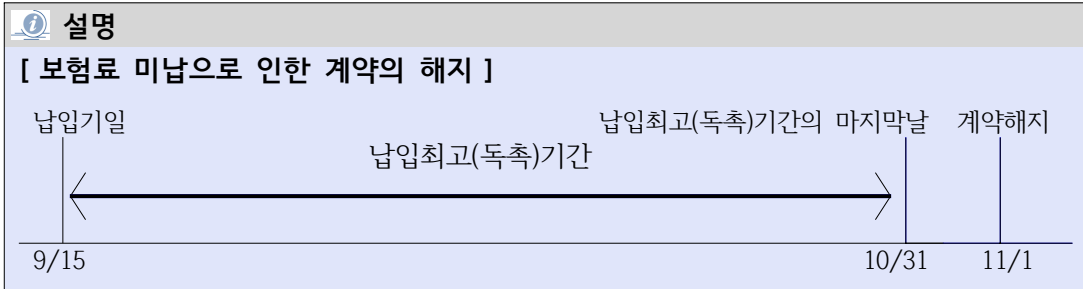 설명
[ 보험료 미납으로 인한 계약의 해지 ]
납입기일 납입최고(독촉)기간의 마지막날 계약해지
납입최고(독촉)기간
9/15 10/31 11/1